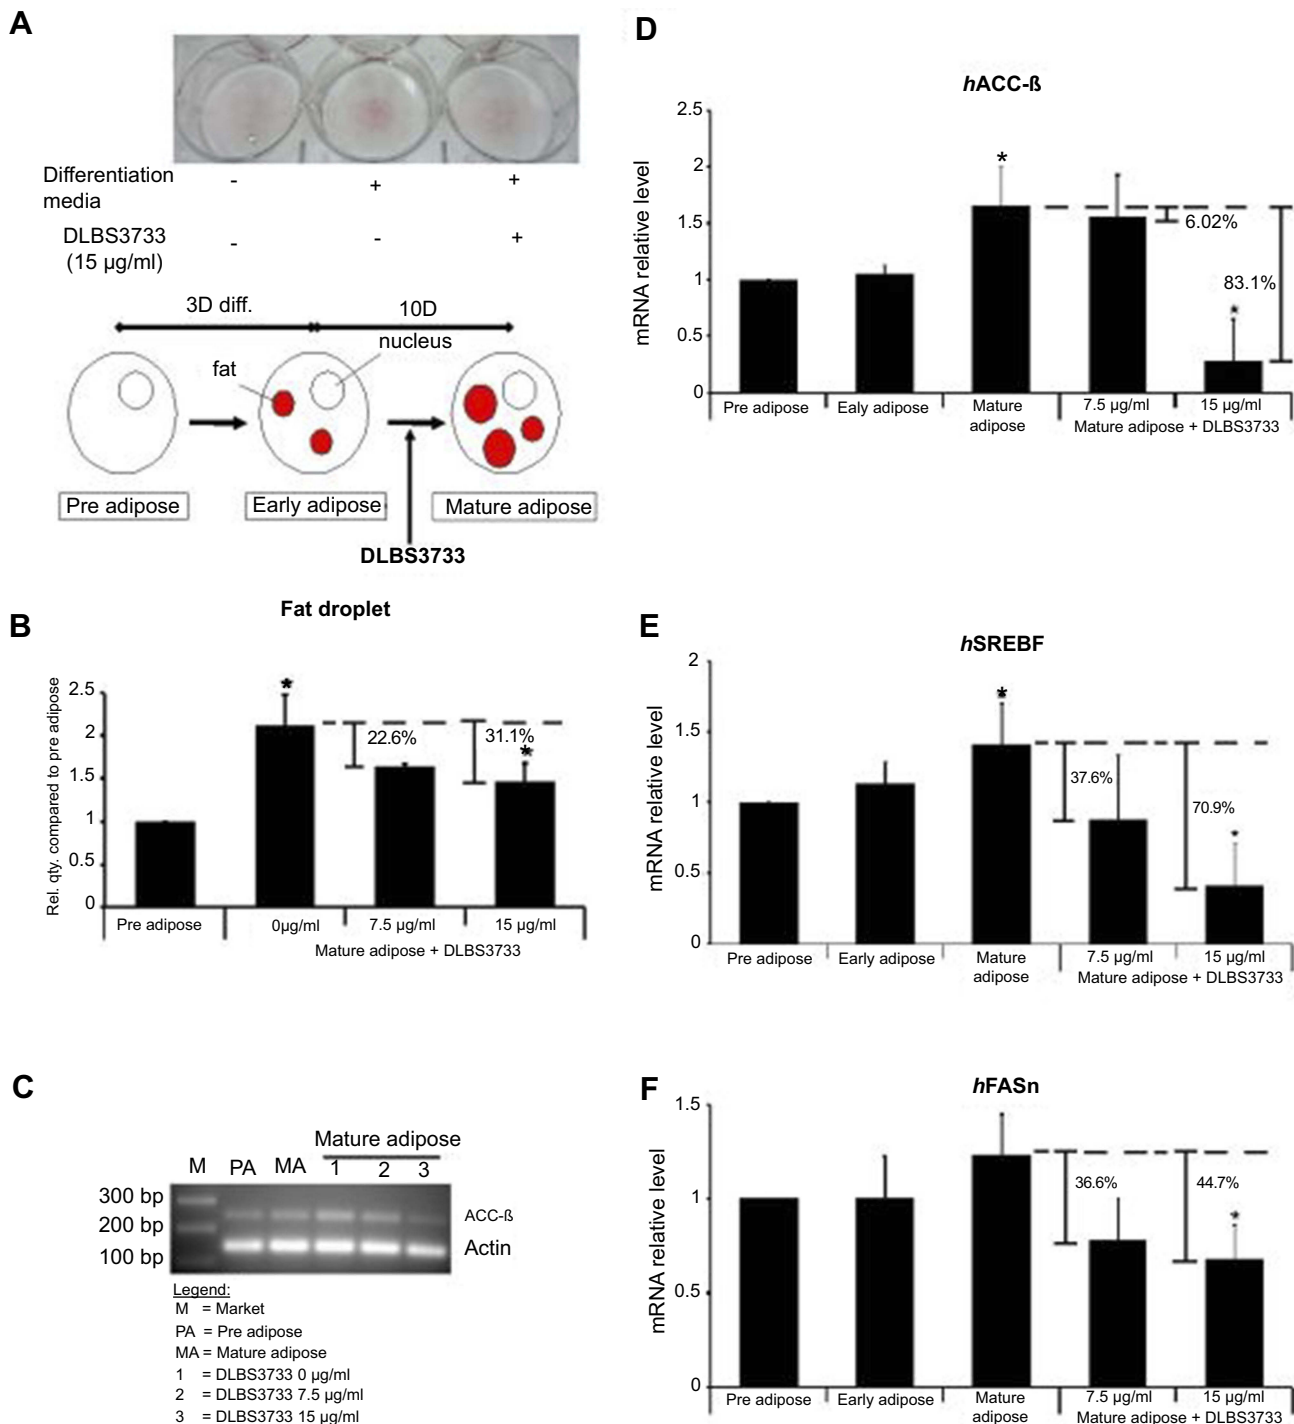 A
Differentiation - + +
media
DLBS3733 - - +
(15 µg/ml)
3D diff. 10D
nucleus
fat
Pre adipose Early adipose Mature adipose
DLBS3733
B
Fat droplet
Rel. qty. compared to pre adipose
2.5
2
1.5
1
0.5
0
*
22.6%
31.1%
*
Pre adipose 0µg/ml 7.5 µg/ml 15 µg/ml
Mature adipose + DLBS3733
C
Mature adipose
M PA MA 1 2 3
300 bp
200 bp
100 bp
ACC-ß
Actin
Legend:
M = Market
PA = Pre adipose
MA = Mature adipose
1 = DLBS3733 0 µg/ml
2 = DLBS3733 7.5 µg/ml
3 = DLBS3733 15 µg/ml
D
hACC-ß
mRNA relative level
2.5
2
1.5
1
0.5
0
*
6.02%
83.1%
*
Pre adipose Ealy adipose Mature 7.5 µg/ml 15 µg/ml
adipose Mature adipose + DLBS3733
E
hSREBF
mRNA relative level
2
1.5
1
0.5
0
*
37.6%
70.9%
*
Pre adipose Early adipose Mature 7.5 µg/ml 15 µg/ml
adipose Mature adipose + DLBS3733
F
hFASn
mRNA relative level
1.5
1
0.5
0
36.6%
44.7%
*
Pre adipose Early adipose Mature 7.5 µg/ml 15 µg/ml
adipose Mature adipose + DLBS3733